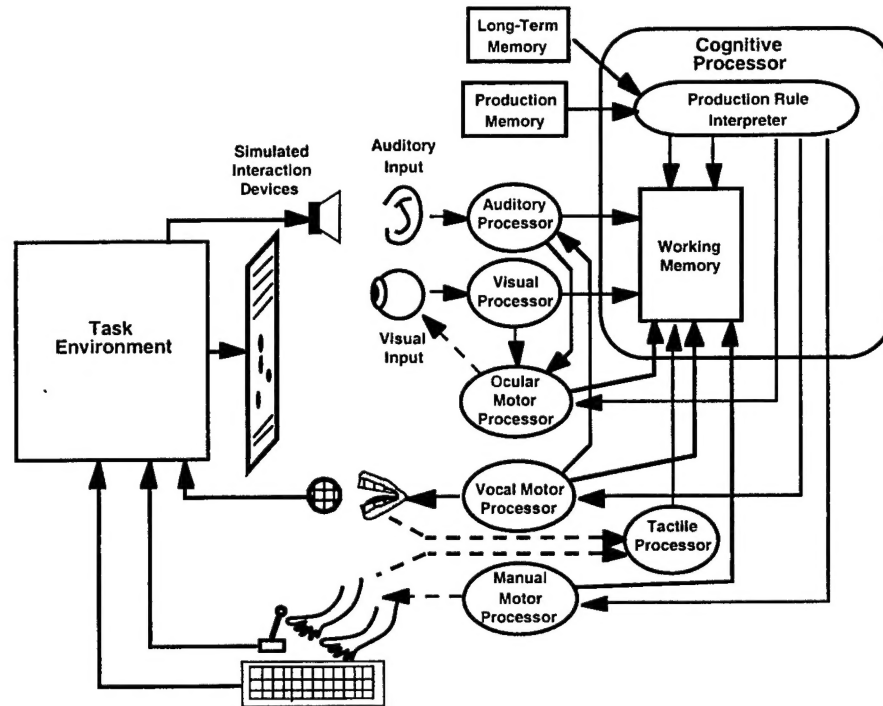 Long-Term
Memory
Cognitive
Processor
Production
Memory
Production Rule
Interpreter
Simulated
Interaction
Devices
Auditory
Input
Auditory
Processor
Working
Memory
Visual
Processor
Visual
Input
Task
Environment
Ocular
Motor
Processor
Vocal Motor
Processor
Tactile
Processor
Manual
Motor
Processor